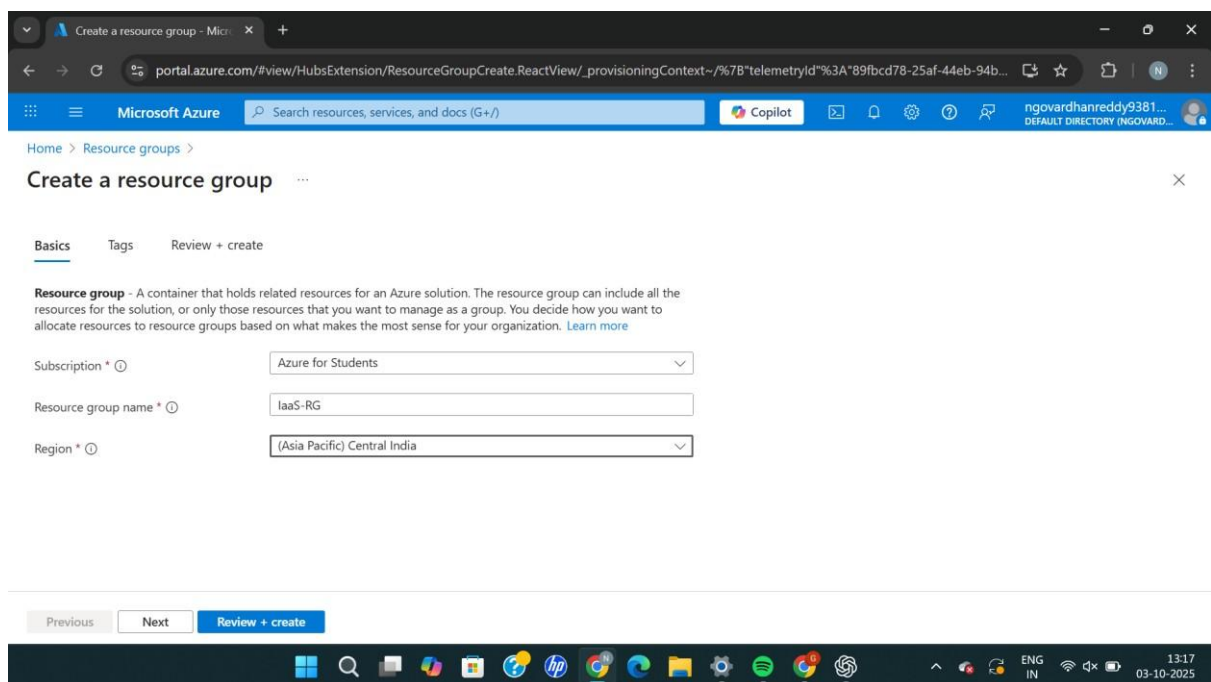 Create a resource group - Micr
portal.azure.com/#view/HubsExtension/ResourceGroupCreate.ReactView/_provisioningContext~/%7B"telemetryId"%3A"89fbcd78-25af-44eb-94b...
N
Microsoft Azure
Search resources, services, and docs (G+/)
Copilot
ngovardhanreddy9381...
DEFAULT DIRECTORY (NGOVARD...
Home > Resource groups >
Create a resource group ...
Basics Tags Review + create
Resource group - A container that holds related resources for an Azure solution. The resource group can include all the
resources for the solution, or only those resources that you want to manage as a group. You decide how you want to
allocate resources to resource groups based on what makes the most sense for your organization. Learn more
Subscription * Azure for Students
Resource group name * IaaS-RG
Region * (Asia Pacific) Central India
Previous Next Review + create
hp
N
G
ENG
IN
13:17
03-10-2025